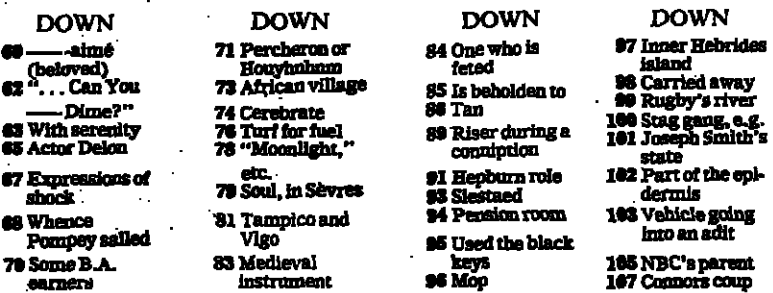 DOWN
60 —-aimé
(beloved)
62 "... Can You
— Dime?"
63 With serenity
65 Actor Delon
67 Expressions of
shock
68 Whence
Pompey sailed
70 Some B.A.
earners
DOWN
71 Percheron or
Houyhnhnm
73 African village
74 Cerebrate
76 Turf for fuel
78 "Moonlight,"
etc.
79 Soul, in Sèvres
81 Tampico and
Vigo
83 Medieval
instrument
DOWN
84 One who is
feted
85 Is beholden to
86 Tan
89 Riser during a
conniption
91 Hepburn role
93 Siestaed
94 Pension room
95 Used the black
keys
96 Mop
DOWN
97 Inner Hebrides
island
98 Carried away
99 Rugby's river
100 Stag gang, e.g.
101 Joseph Smith's
state
102 Part of the epi-
dermis
103 Vehicle going
into an adit
105 NBC's parent
107 Connors coup